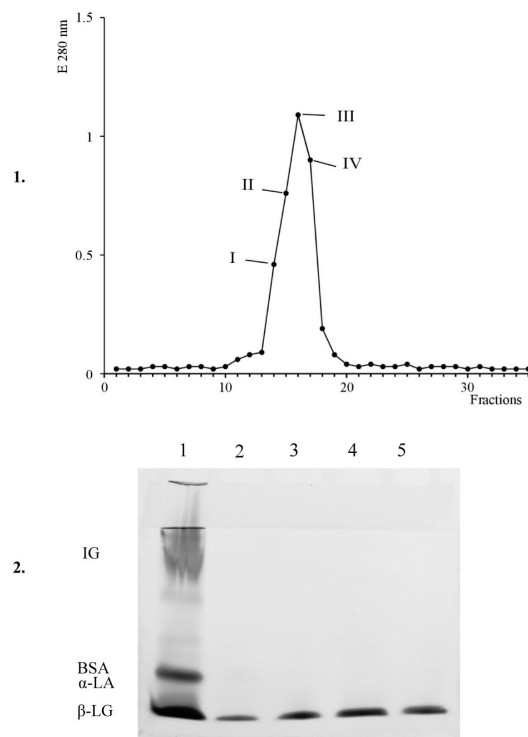 1.
E 280 nm
1.5
1
0.5
0
I
II
III
IV
0 10 20 30
Fractions
2.
1 2 3 4 5
IG
BSA
α-LA
β-LG